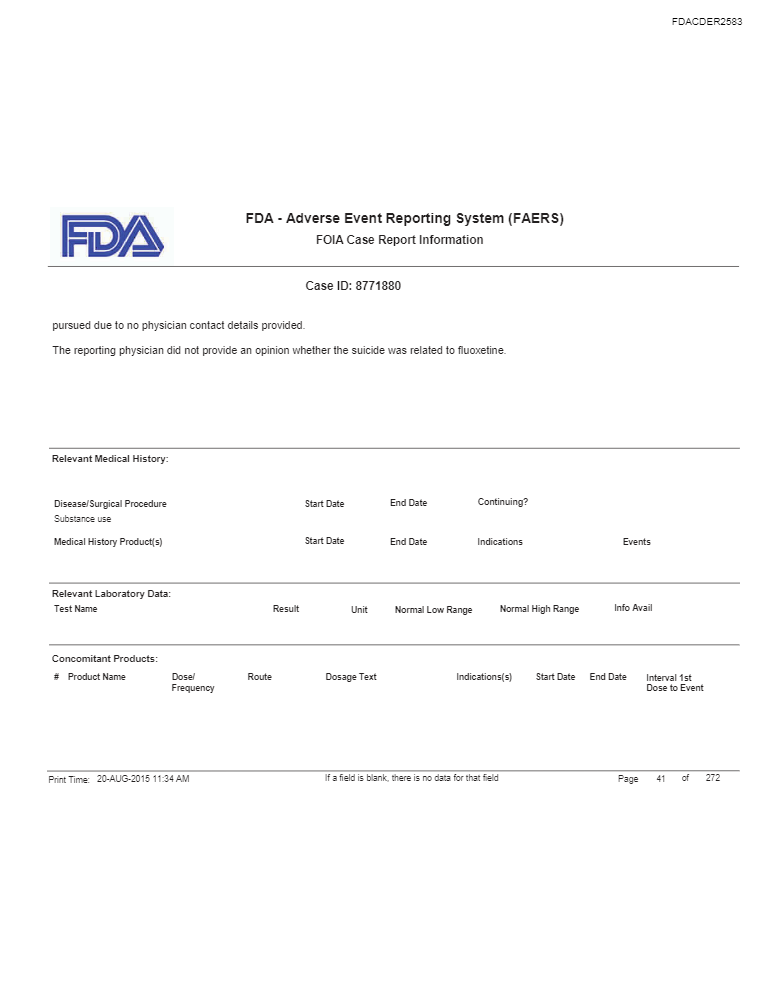 FDACDER2583
FDA
FDA - Adverse Event Reporting System (FAERS)
FOIA Case Report Information
Case ID: 8771880
pursued due to no physician contact details provided.
The reporting physician did not provide an opinion whether the suicide was related to fluoxetine.
Relevant Medical History:
Disease/Surgical Procedure Start Date End Date Continuing?
Substance use
Medical History Product(s) Start Date End Date Indications Events
Relevant Laboratory Data:
Test Name Result Unit Normal Low Range Normal High Range Info Avail
Concomitant Products:
# Product Name Dose/ Route Dosage Text Indications(s) Start Date End Date Interval 1st
Frequency Dose to Event
Print Time: 20-AUG-2015 11:34 AM If a field is blank, there is no data for that field Page 41 of 272